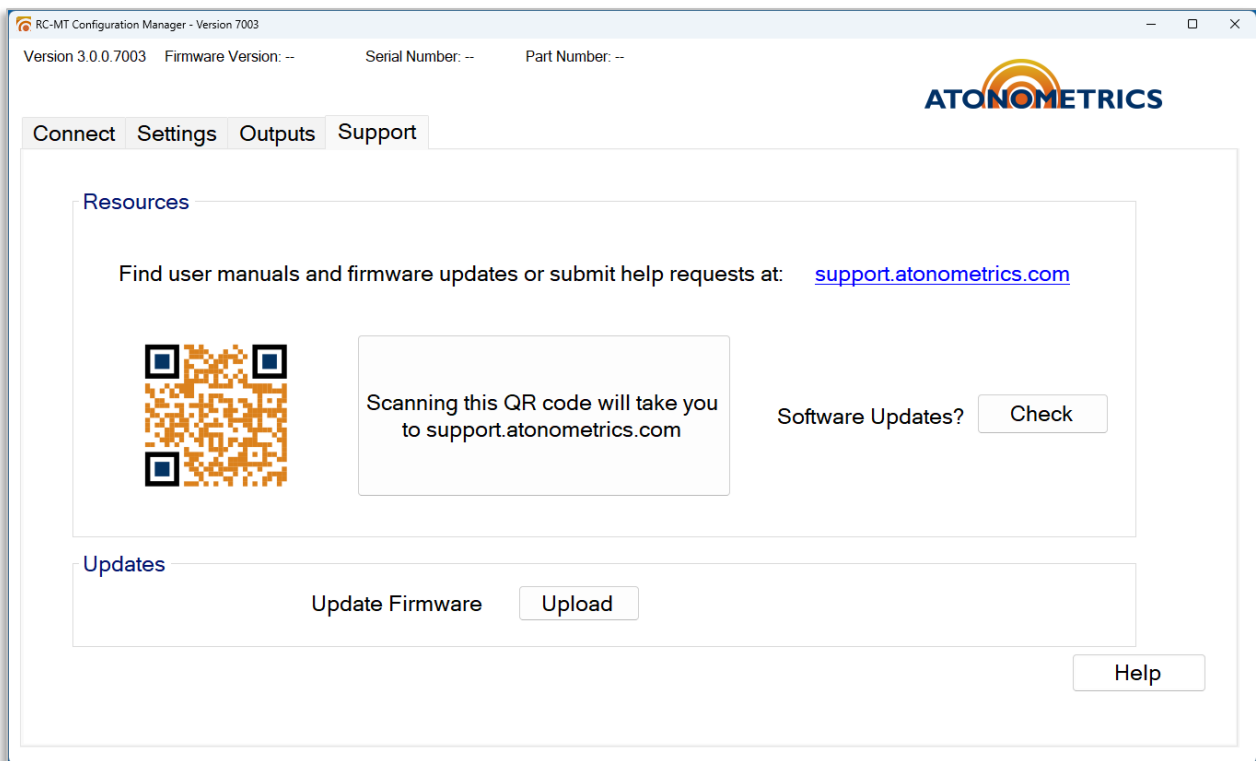 RC-MT Configuration Manager - Version 7003
Version 3.0.0.7003 Firmware Version: -- Serial Number: -- Part Number: --
ATONOMETRICS
Connect Settings Outputs Support
Resources
Find user manuals and firmware updates or submit help requests at: support.atonometrics.com
Scanning this QR code will take you
to support.atonometrics.com
Software Updates? Check
Updates
Update Firmware Upload
Help